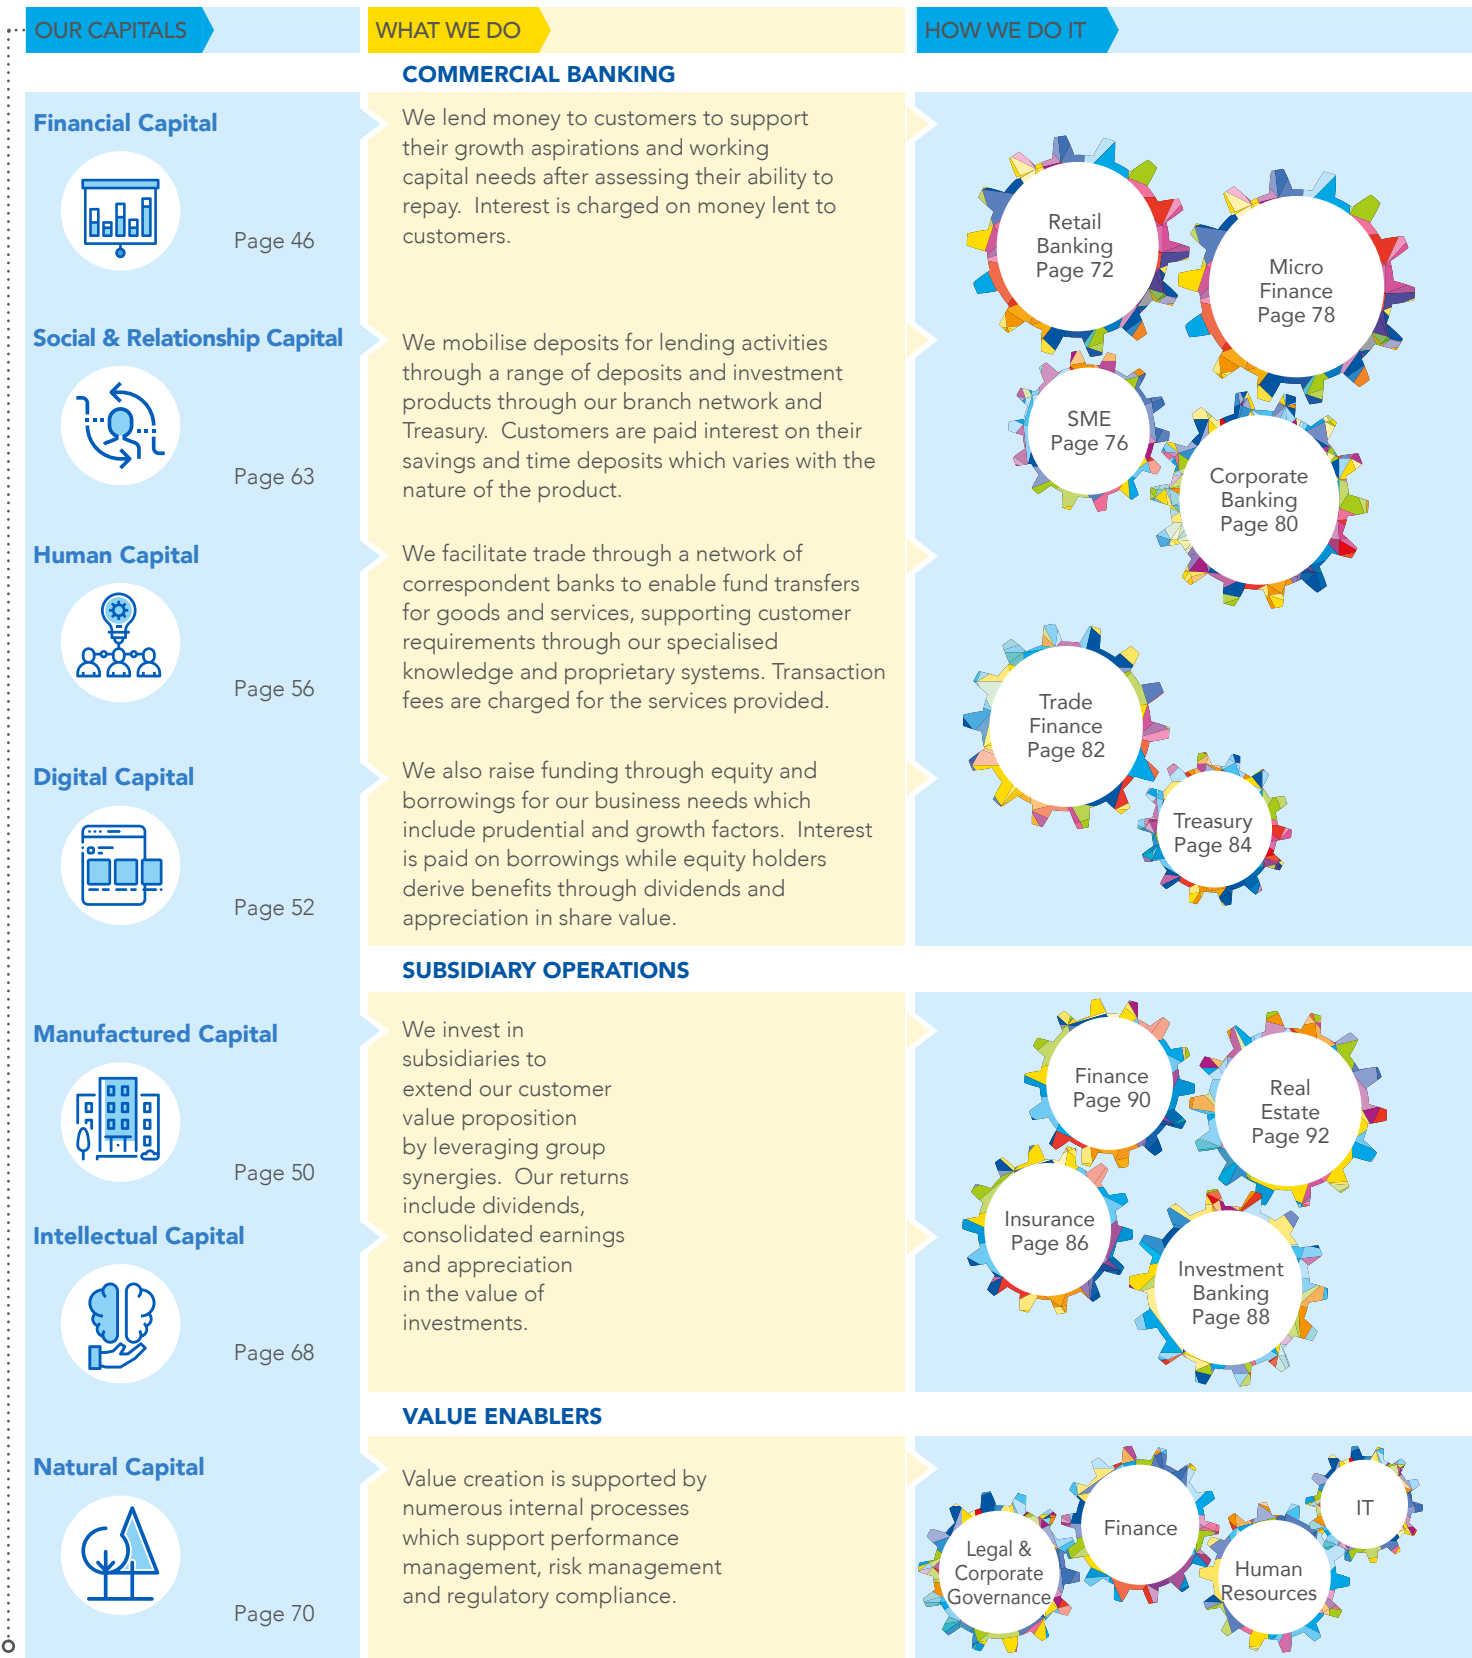 OUR CAPITALS
WHAT WE DO
HOW WE DO IT
COMMERCIAL BANKING
Financial Capital
Page 46
Social & Relationship Capital
Page 63
Human Capital
Page 56
Digital Capital
Page 52
Manufactured Capital
Page 50
Intellectual Capital
Page 68
Natural Capital
Page 70
We lend money to customers to support
their growth aspirations and working
capital needs after assessing their ability to
repay.  Interest is charged on money lent to
customers.
We mobilise deposits for lending activities
through a range of deposits and investment
products through our branch network and
Treasury.  Customers are paid interest on their
savings and time deposits which varies with the
nature of the product.
We facilitate trade through a network of
correspondent banks to enable fund transfers
for goods and services, supporting customer
requirements through our specialised
knowledge and proprietary systems. Transaction
fees are charged for the services provided.
We also raise funding through equity and
borrowings for our business needs which
include prudential and growth factors.  Interest
is paid on borrowings while equity holders
derive benefits through dividends and
appreciation in share value.
Retail
Banking
Page 72
Micro
Finance
Page 78
SME
Page 76
Corporate
Banking
Page 80
Trade
Finance
Page 82
Treasury
Page 84
SUBSIDIARY OPERATIONS
We invest in
subsidiaries to
extend our customer
value proposition
by leveraging group
synergies.  Our returns
include dividends,
consolidated earnings
and appreciation
in the value of
investments.
Finance
Page 90
Real
Estate
Page 92
Insurance
Page 86
Investment
Banking
Page 88
VALUE ENABLERS
Value creation is supported by
numerous internal processes
which support performance
management, risk management
and regulatory compliance.
Legal &
Corporate
Governance
Finance
Human
Resources
IT